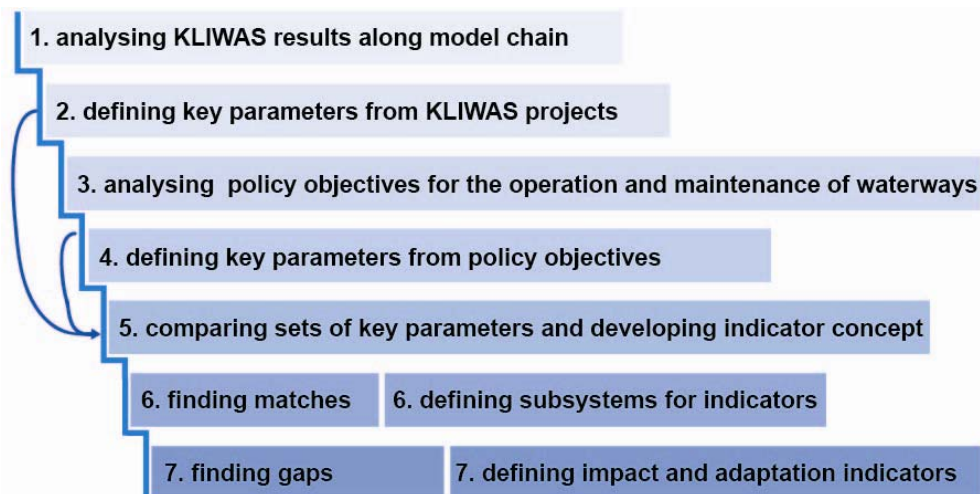 1. analysing KLIWAS results along model chain
2. defining key parameters from KLIWAS projects
3. analysing policy objectives for the operation and maintenance of waterways
4. defining key parameters from policy objectives
5. comparing sets of key parameters and developing indicator concept
6. finding matches 6. defining subsystems for indicators
7. finding gaps 7. defining impact and adaptation indicators